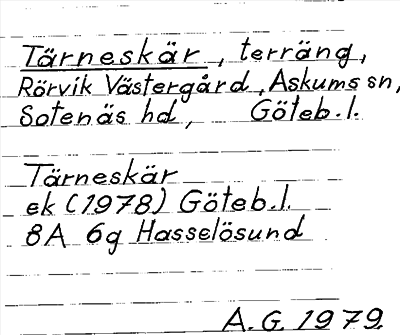 Tärneskär, terräng,
Rörvik Västergård, Askums sn,
Sotenäs hd, Göteb.l.
Tärneskär
ek (1978) Göteb.l.
8A 6g Hasselösund
A.G. 1979.